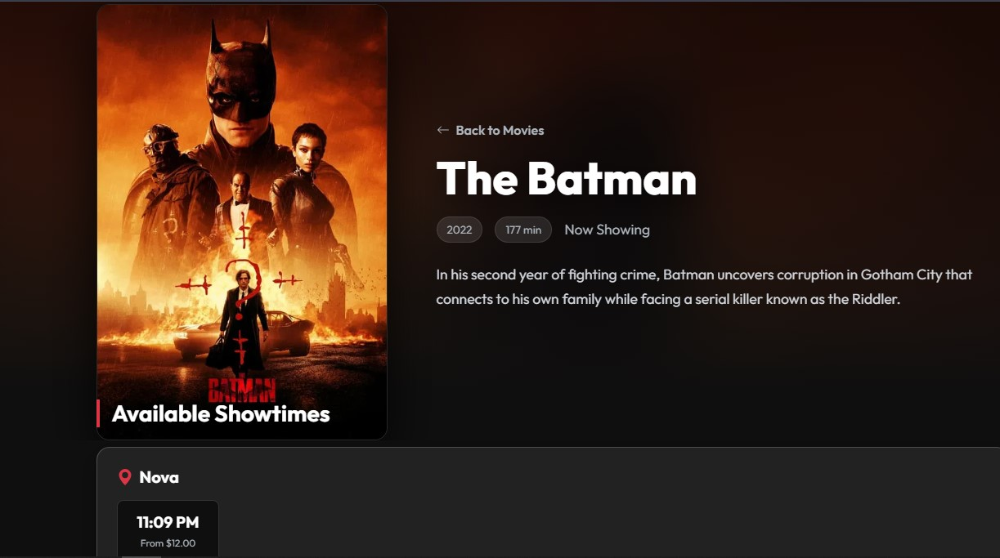 ← Back to Movies
The Batman
2022 177 min Now Showing
In his second year of fighting crime, Batman uncovers corruption in Gotham City that
connects to his own family while facing a serial killer known as the Riddler.
BATMAN
Available Showtimes
Nova
11:09 PM
From $12.00